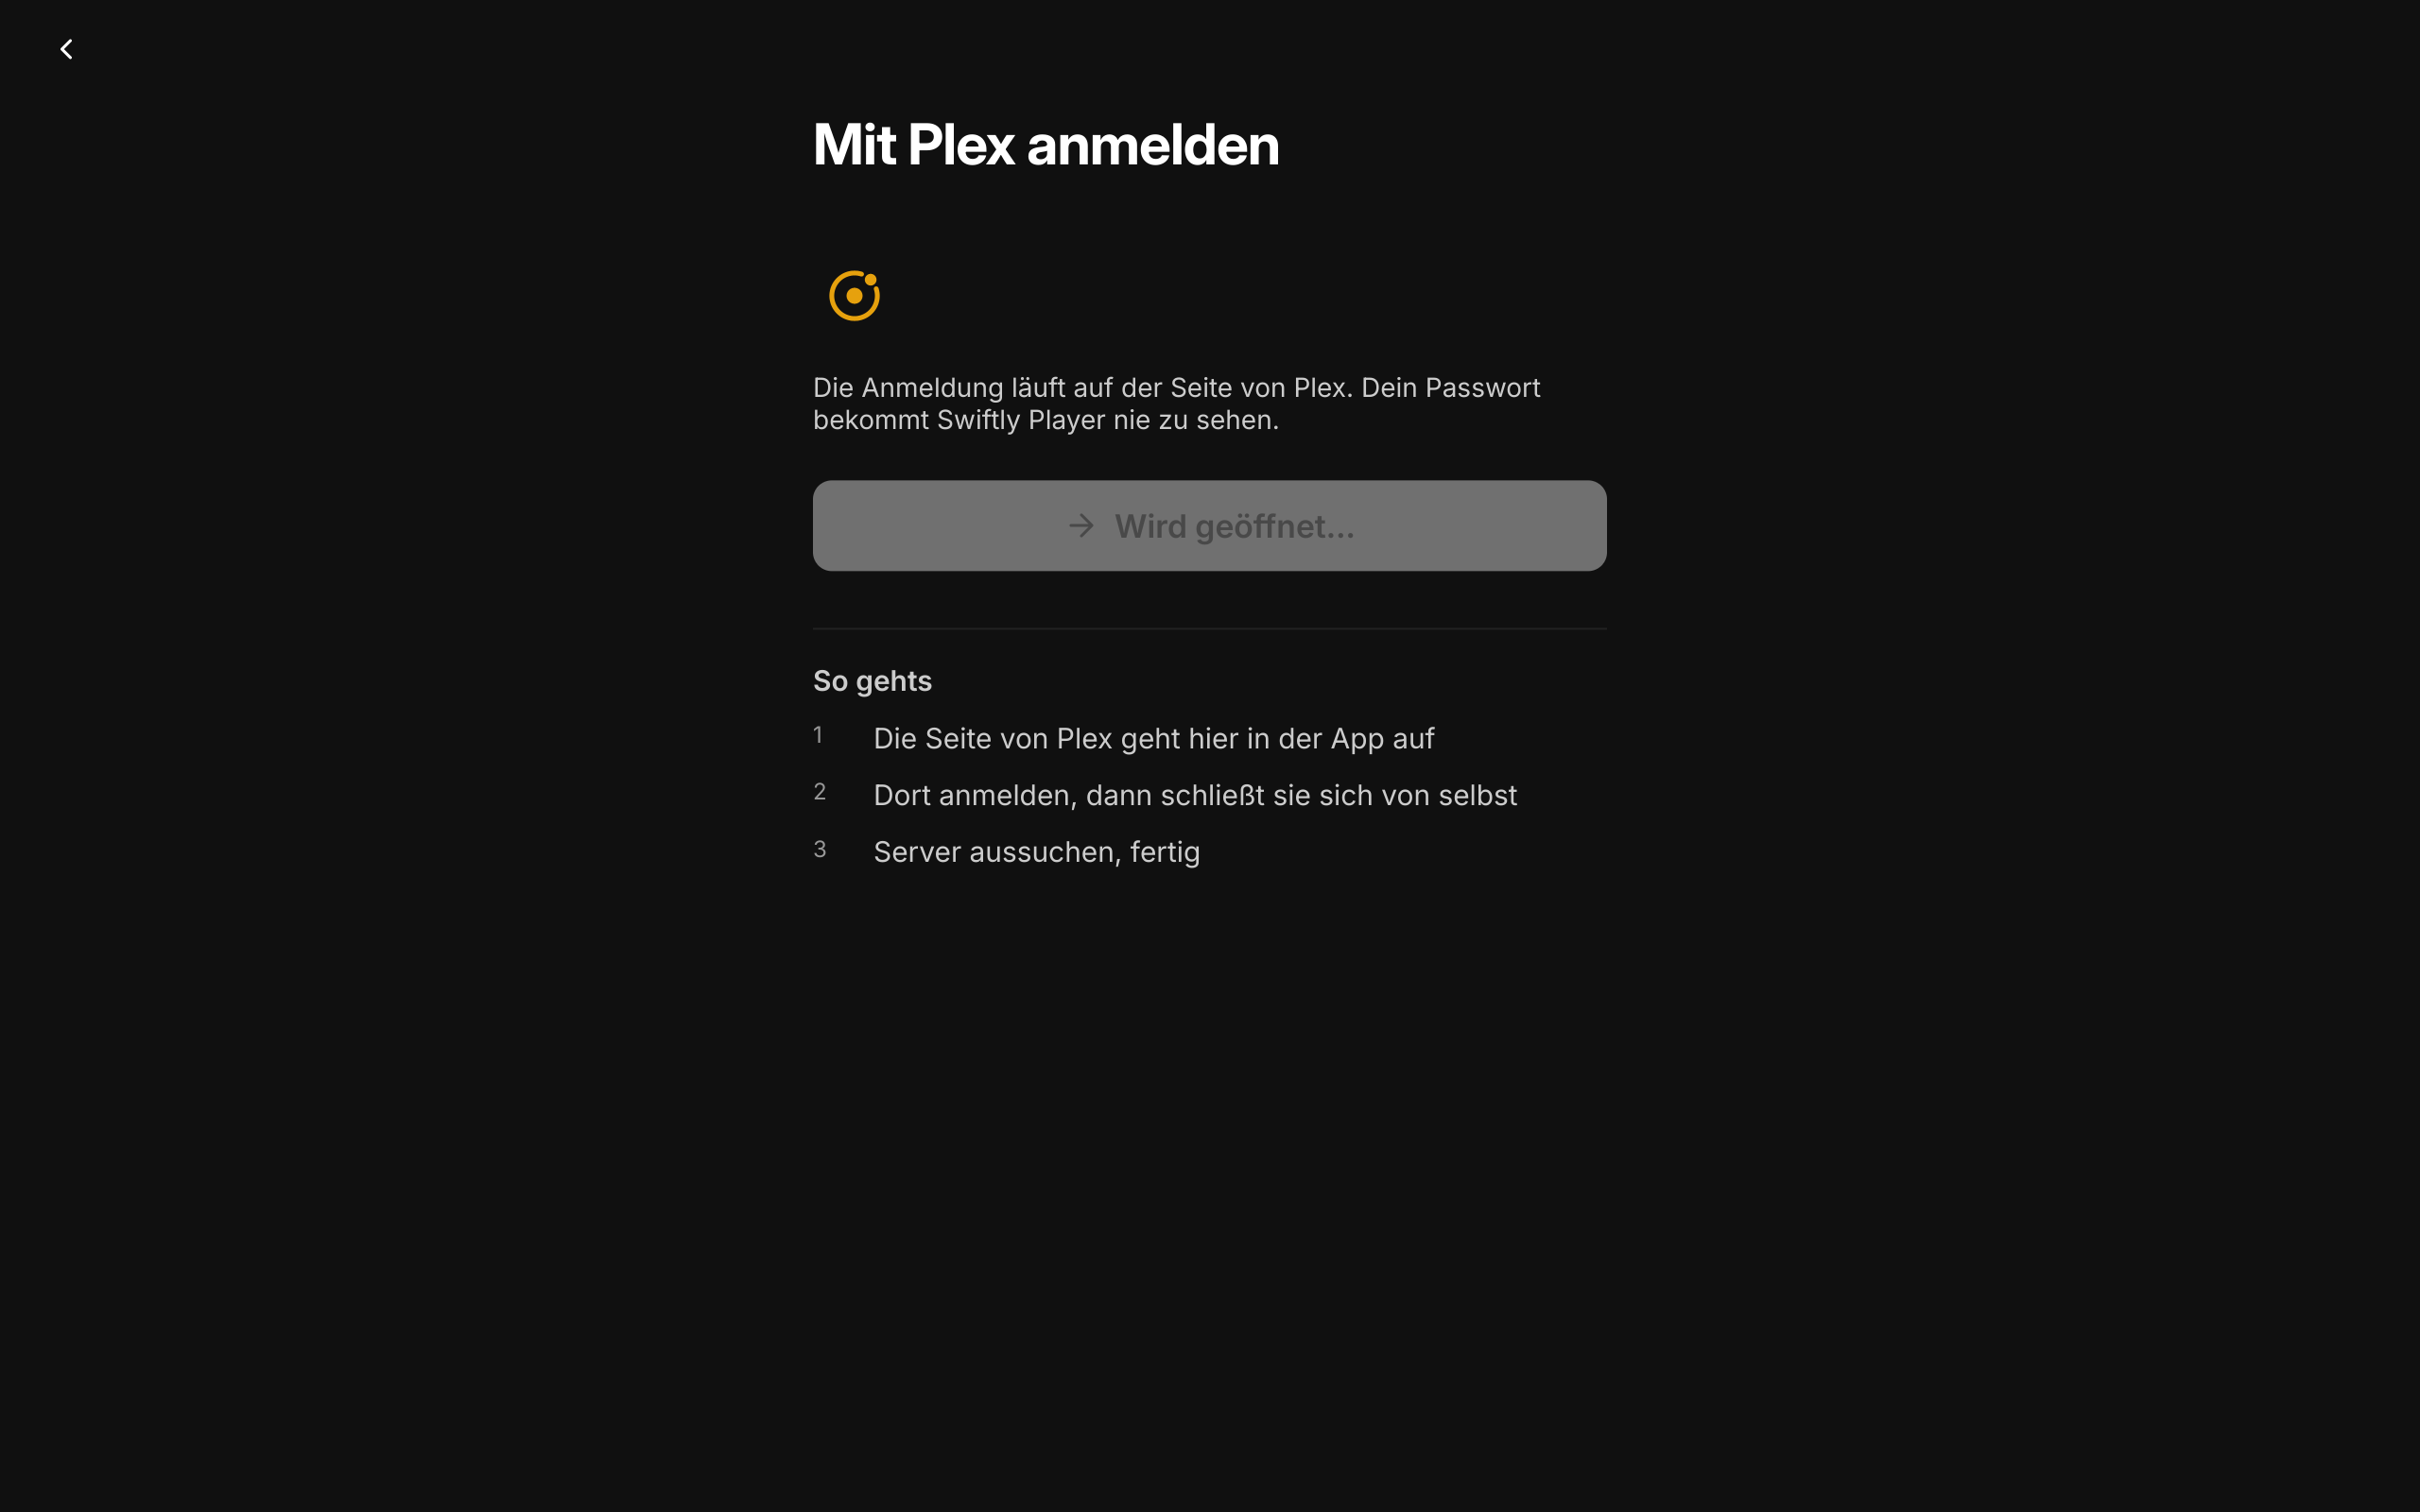 Mit Plex anmelden
Die Anmeldung läuft auf der Seite von Plex. Dein Passwort
bekommt Swiftly Player nie zu sehen.
Wird geöffnet...
So gehts
1 Die Seite von Plex geht hier in der App auf
2 Dort anmelden, dann schließt sie sich von selbst
3 Server aussuchen, fertig